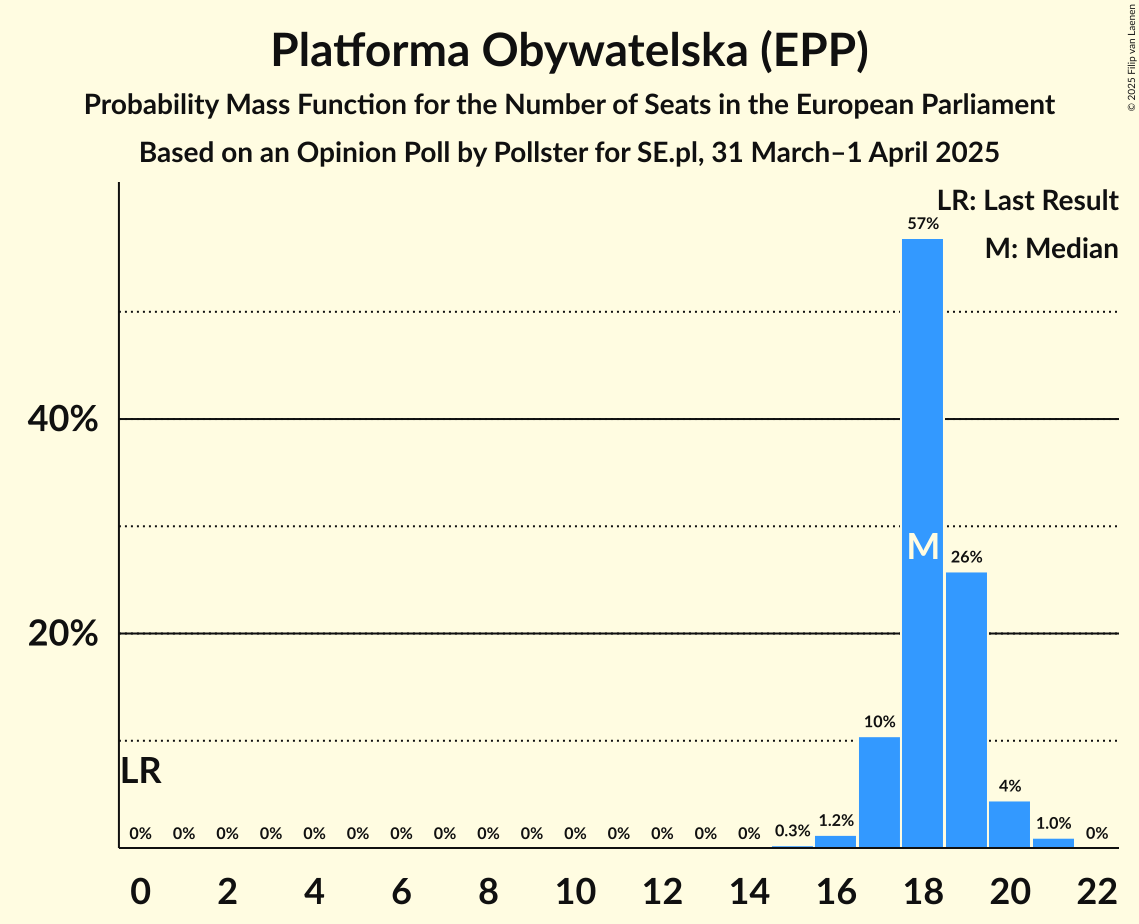 Platforma Obywatelska (EPP)
Probability Mass Function for the Number of Seats in the European Parliament
Based on an Opinion Poll by Pollster for SE.pl, 31 March–1 April 2025
© 2025 Filip van Laenen
LR: Last Result
M: Median
57%
40%
M
26%
20%
10%
LR
0% 0% 0% 0% 0% 0% 0% 0% 0% 0% 0% 0% 0% 0% 0% 0.3% 1.2% 4% 1.0% 0%
0 2 4 6 8 10 12 14 16 18 20 22